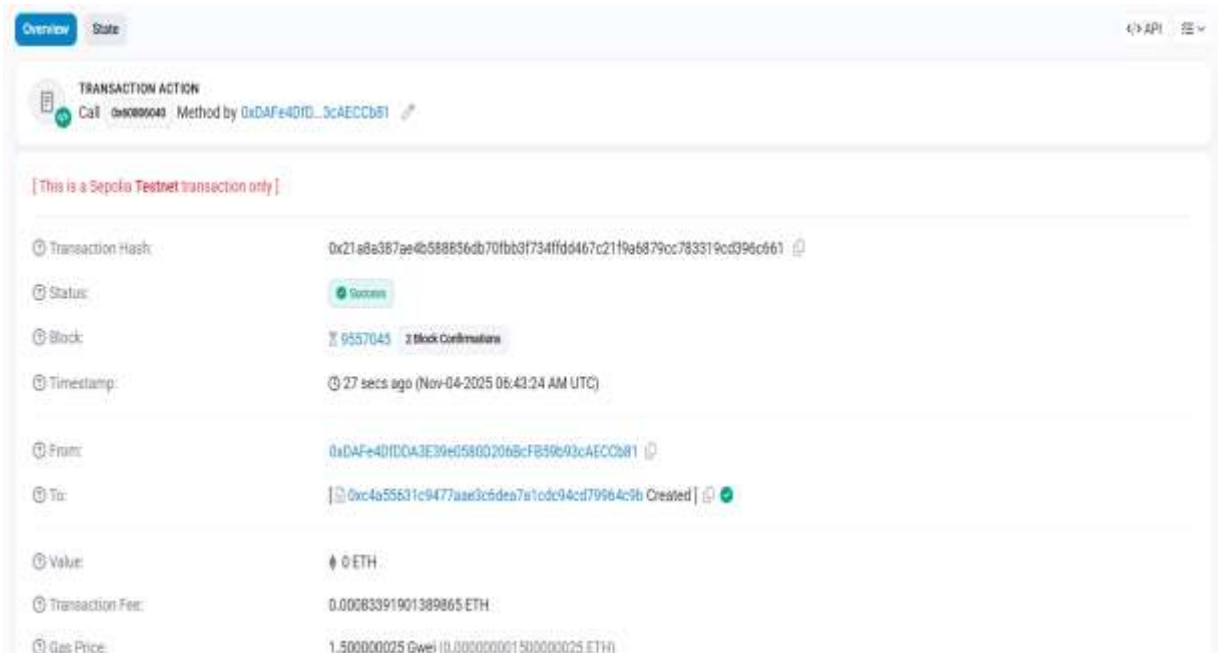 Overview State </> API
TRANSACTION ACTION
Call 0x60806040 Method by 0xDAFe4DfD...3cAECCb81
[ This is a Sepolia Testnet transaction only ]
Transaction Hash: 0x21a8a387ae4b588856db70fbb3f734ffdd467c21f9a6879cc783319cd396c661
Status: Success
Block: 9557045 2 Block Confirmations
Timestamp: 27 secs ago (Nov-04-2025 06:43:24 AM UTC)
From: 0xDAFe4DfDDA3E39e0580D206BcFB59b93cAECCb81
To: [ 0xc4a55631c9477aae3c6dea7a1cdc94cd79964c9b Created ]
Value: 0 ETH
Transaction Fee: 0.00083391901389865 ETH
Gas Price: 1.500000025 Gwei (0.000000001500000025 ETH)